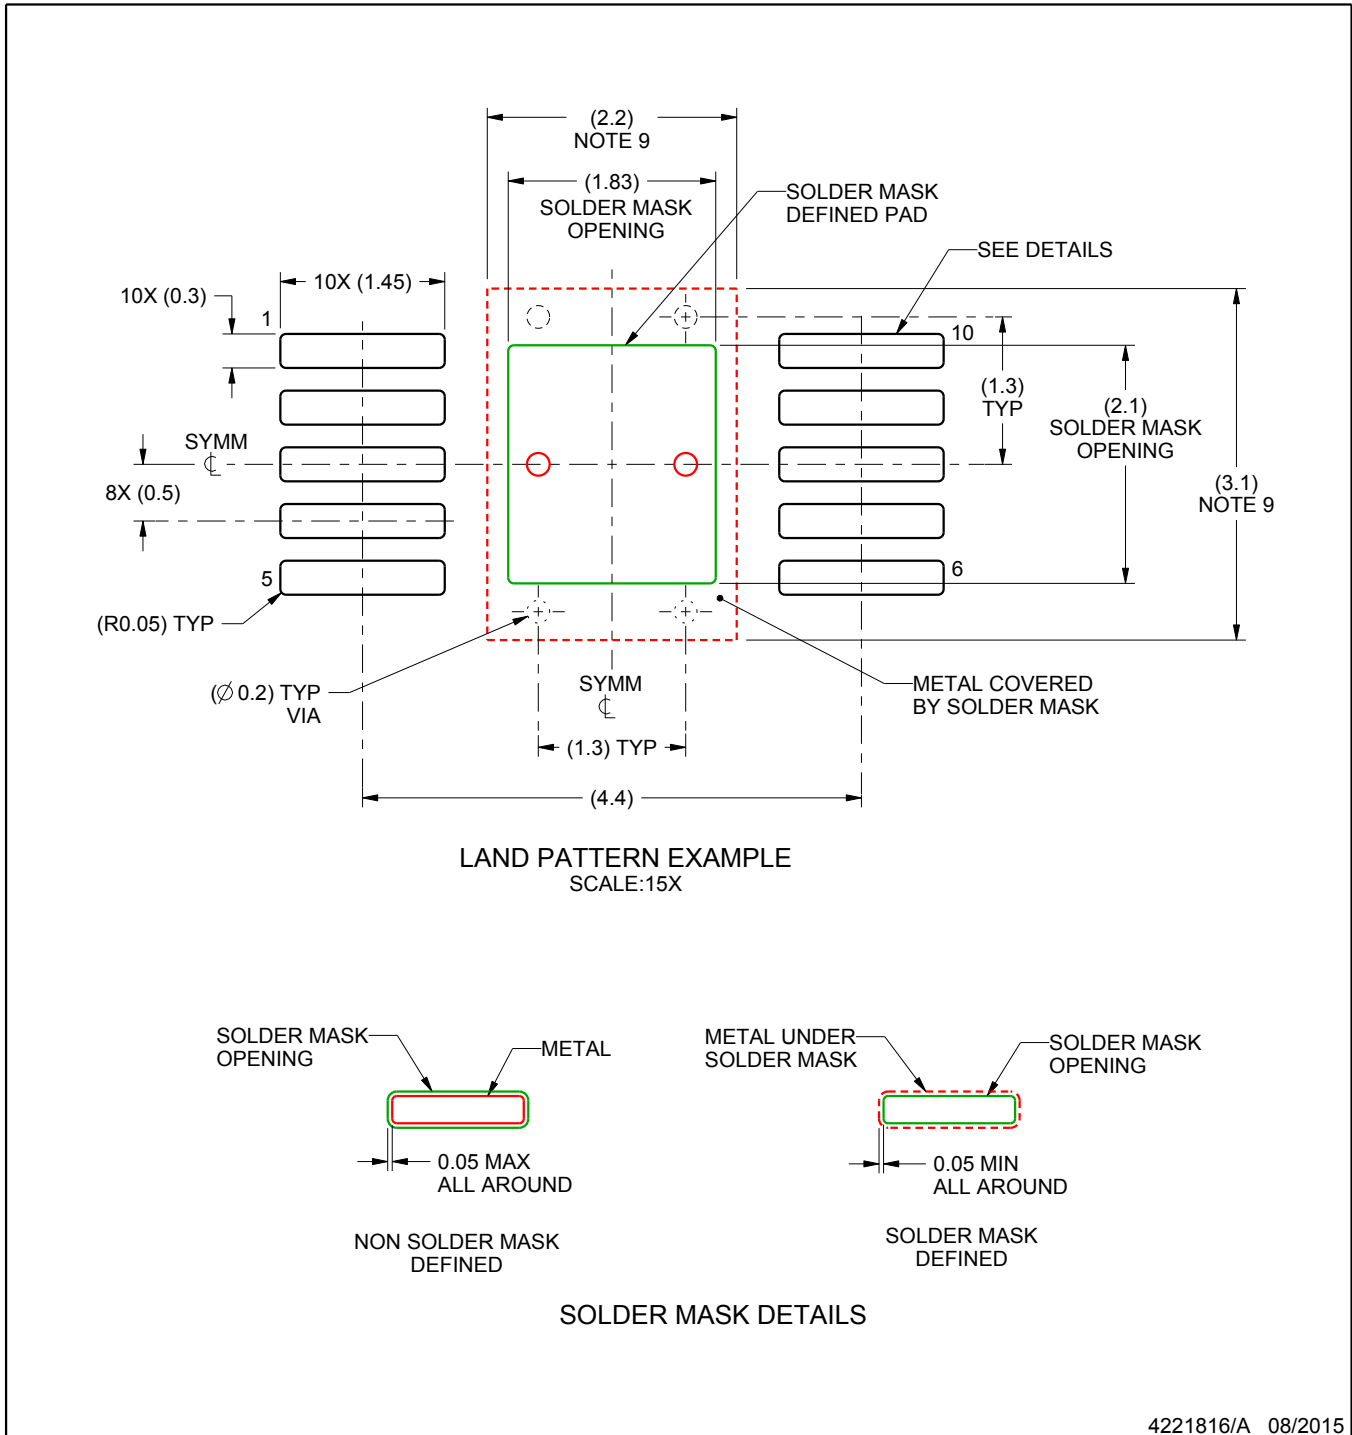 (2.2)
NOTE 9
(1.83)
SOLDER MASK
OPENING
SOLDER MASK
DEFINED PAD
SEE DETAILS
10X (1.45)
10X (0.3)
1
10
(1.3)
TYP
(2.1)
SOLDER MASK
OPENING
SYMM
℄
8X (0.5)
(3.1)
NOTE 9
5
6
(R0.05) TYP
(∅ 0.2) TYP
VIA
SYMM
℄
METAL COVERED
BY SOLDER MASK
(1.3) TYP
(4.4)
LAND PATTERN EXAMPLE
SCALE:15X
SOLDER MASK
OPENING
METAL
0.05 MAX
ALL AROUND
NON SOLDER MASK
DEFINED
METAL UNDER
SOLDER MASK
SOLDER MASK
OPENING
0.05 MIN
ALL AROUND
SOLDER MASK
DEFINED
SOLDER MASK DETAILS
4221816/A 08/2015